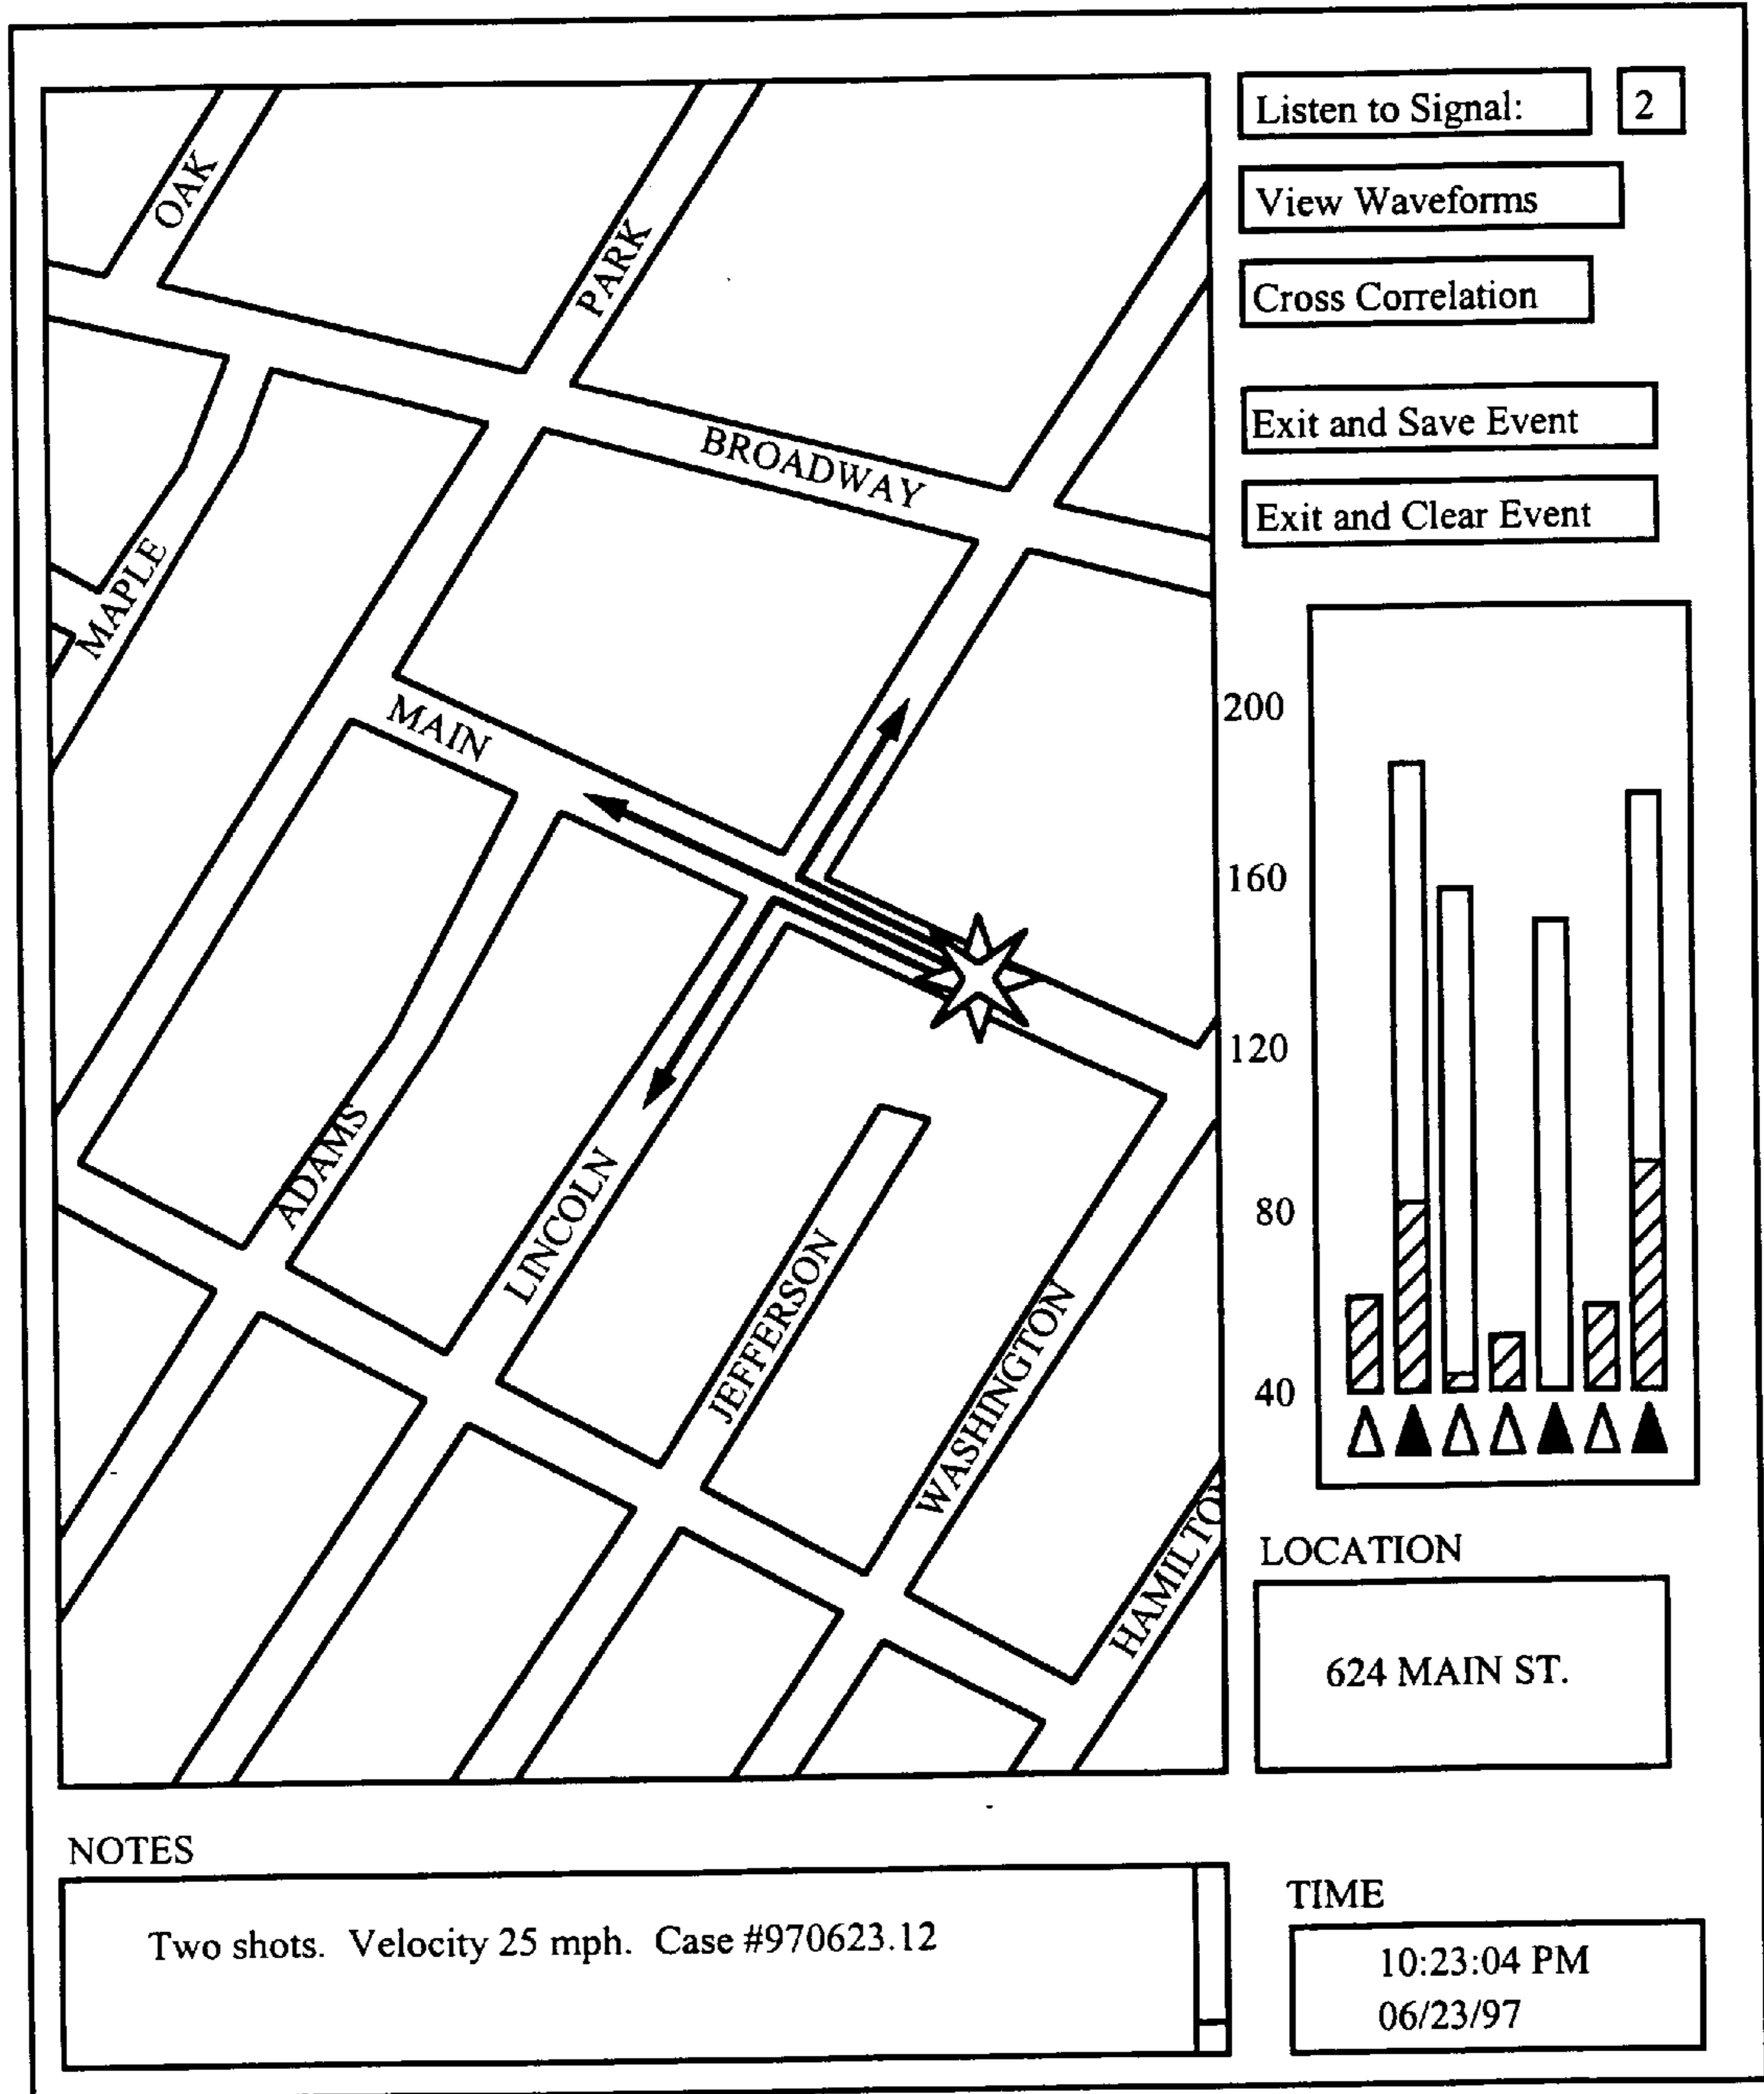 Listen to Signal: 2
View Waveforms
Cross Correlation
Exit and Save Event
Exit and Clear Event
OAK
PARK
BROADWAY
MAPLE
MAIN
ADAMS
LINCOLN
JEFFERSON
WASHINGTON
HAMILTO
200
160
120
80
40
LOCATION
624 MAIN ST.
NOTES
Two shots. Velocity 25 mph. Case #970623.12
TIME
10:23:04 PM
06/23/97